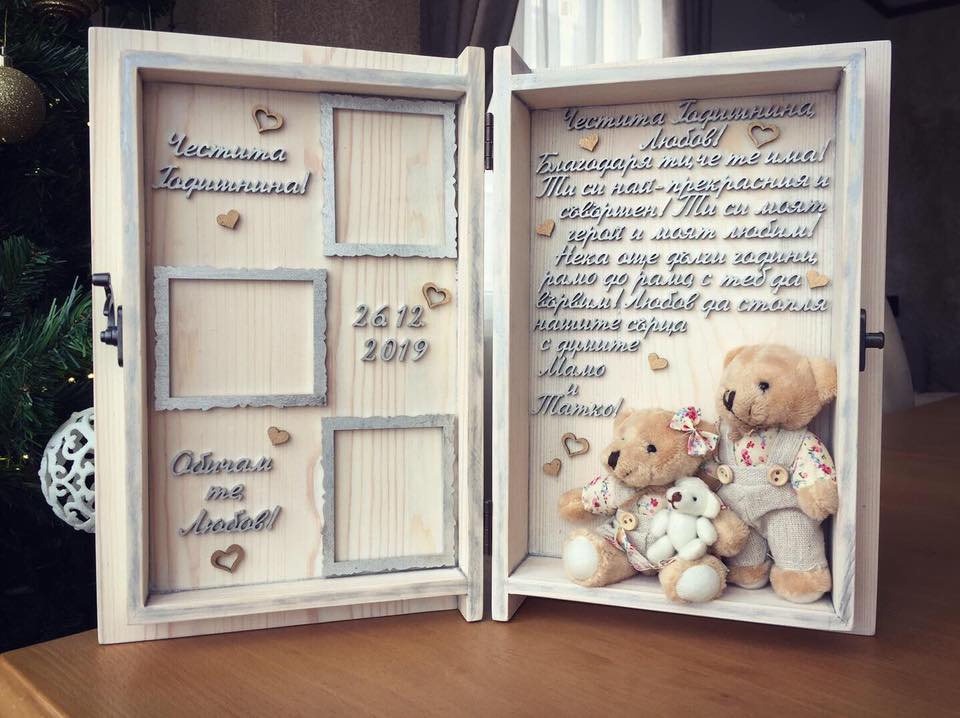 Честита
Годишнина!
26.12.
2019
Обичам
те,
Любов!
Честита Годишнина,
Любов!
Благодаря ти, че те има!
Ти си най-прекрасния и
совършен! Ти си моят
герой и моят любим!
Нека още дълги години,
рамо до рамо, с теб да
вървим! Любов да стопля
нашите сърца
с думите
Мамо
и
Татко!